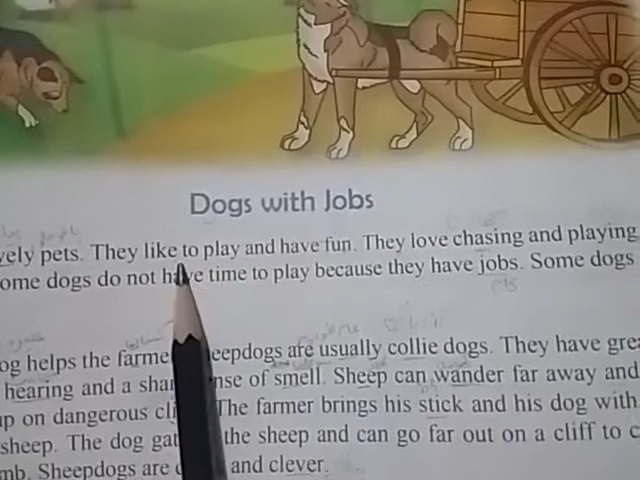 Dogs with Jobs
vely pets. They like to play and have fun. They love chasing and playing
ome dogs do not have time to play because they have jobs. Some dogs
og helps the farme eepdogs are usually collie dogs. They have grea
hearing and a sha nse of smell. Sheep can wander far away and
up on dangerous cli The farmer brings his stick and his dog with
sheep. The dog gat the sheep and can go far out on a cliff to c
mb. Sheepdogs are and clever.